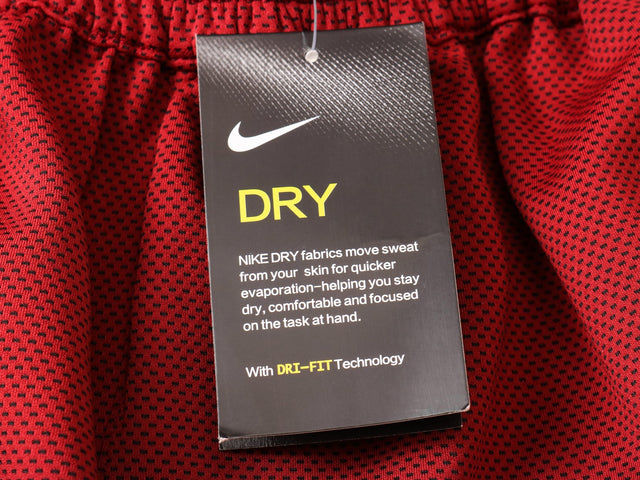 DRY
NIKE DRY fabrics move sweat
from your skin for quicker
evaporation–helping you stay
dry, comfortable and focused
on the task at hand.
With DRI–FIT Technology